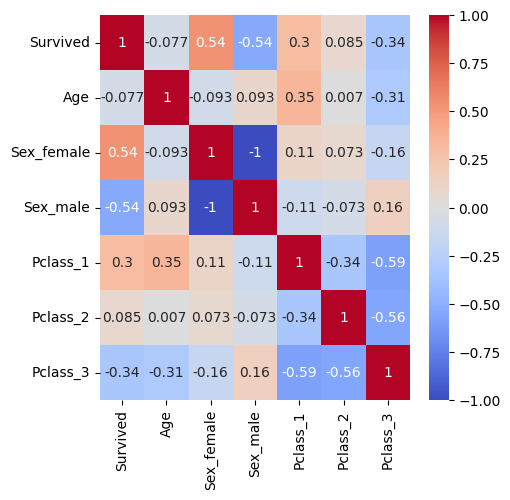 Survived 1 -0.077 0.54 -0.54 0.3 0.085 -0.34
Age -0.077 1 -0.093 0.093 0.35 0.007 -0.31
Sex_female 0.54 -0.093 1 -1 0.11 0.073 -0.16
Sex_male -0.54 0.093 -1 1 -0.11 -0.073 0.16
Pclass_1 0.3 0.35 0.11 -0.11 1 -0.34 -0.59
Pclass_2 0.085 0.007 0.073 -0.073 -0.34 1 -0.56
Pclass_3 -0.34 -0.31 -0.16 0.16 -0.59 -0.56 1
Survived
Age
Sex_female
Sex_male
Pclass_1
Pclass_2
Pclass_3
1.00
0.75
0.50
0.25
0.00
-0.25
-0.50
-0.75
-1.00